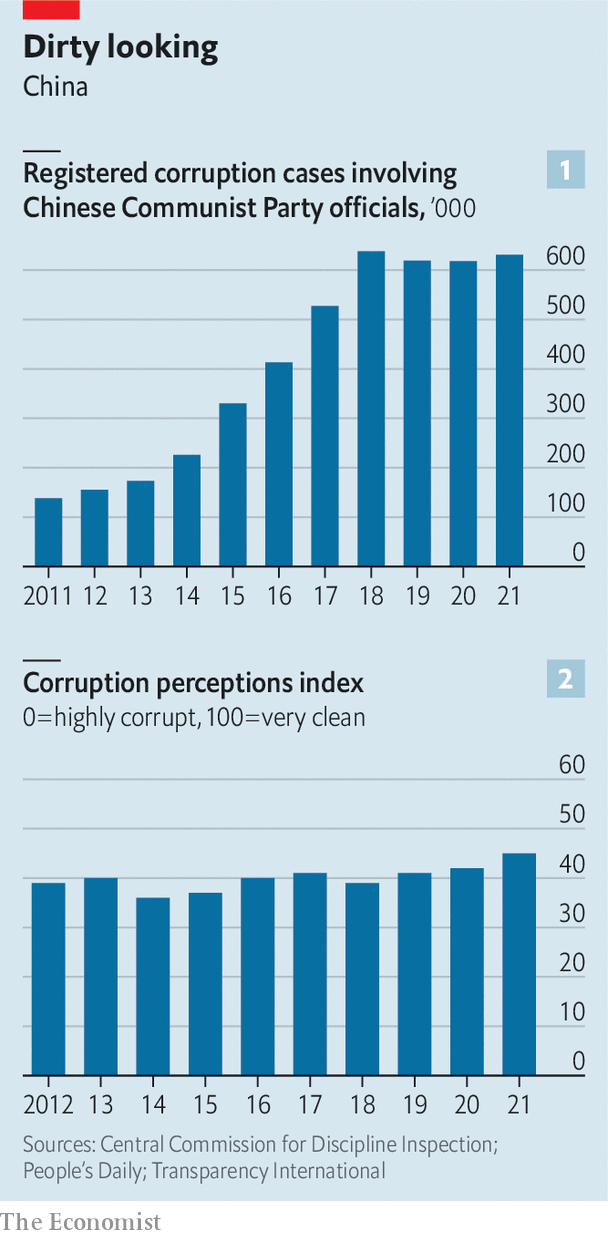 Dirty looking
China
Registered corruption cases involving
Chinese Communist Party officials, ’000
1
600
500
400
300
200
100
0
2011 12 13 14 15 16 17 18 19 20 21
Corruption perceptions index
0=highly corrupt, 100=very clean
2
60
50
40
30
20
10
0
2012 13 14 15 16 17 18 19 20 21
Sources: Central Commission for Discipline Inspection;
People’s Daily; Transparency International
The Economist